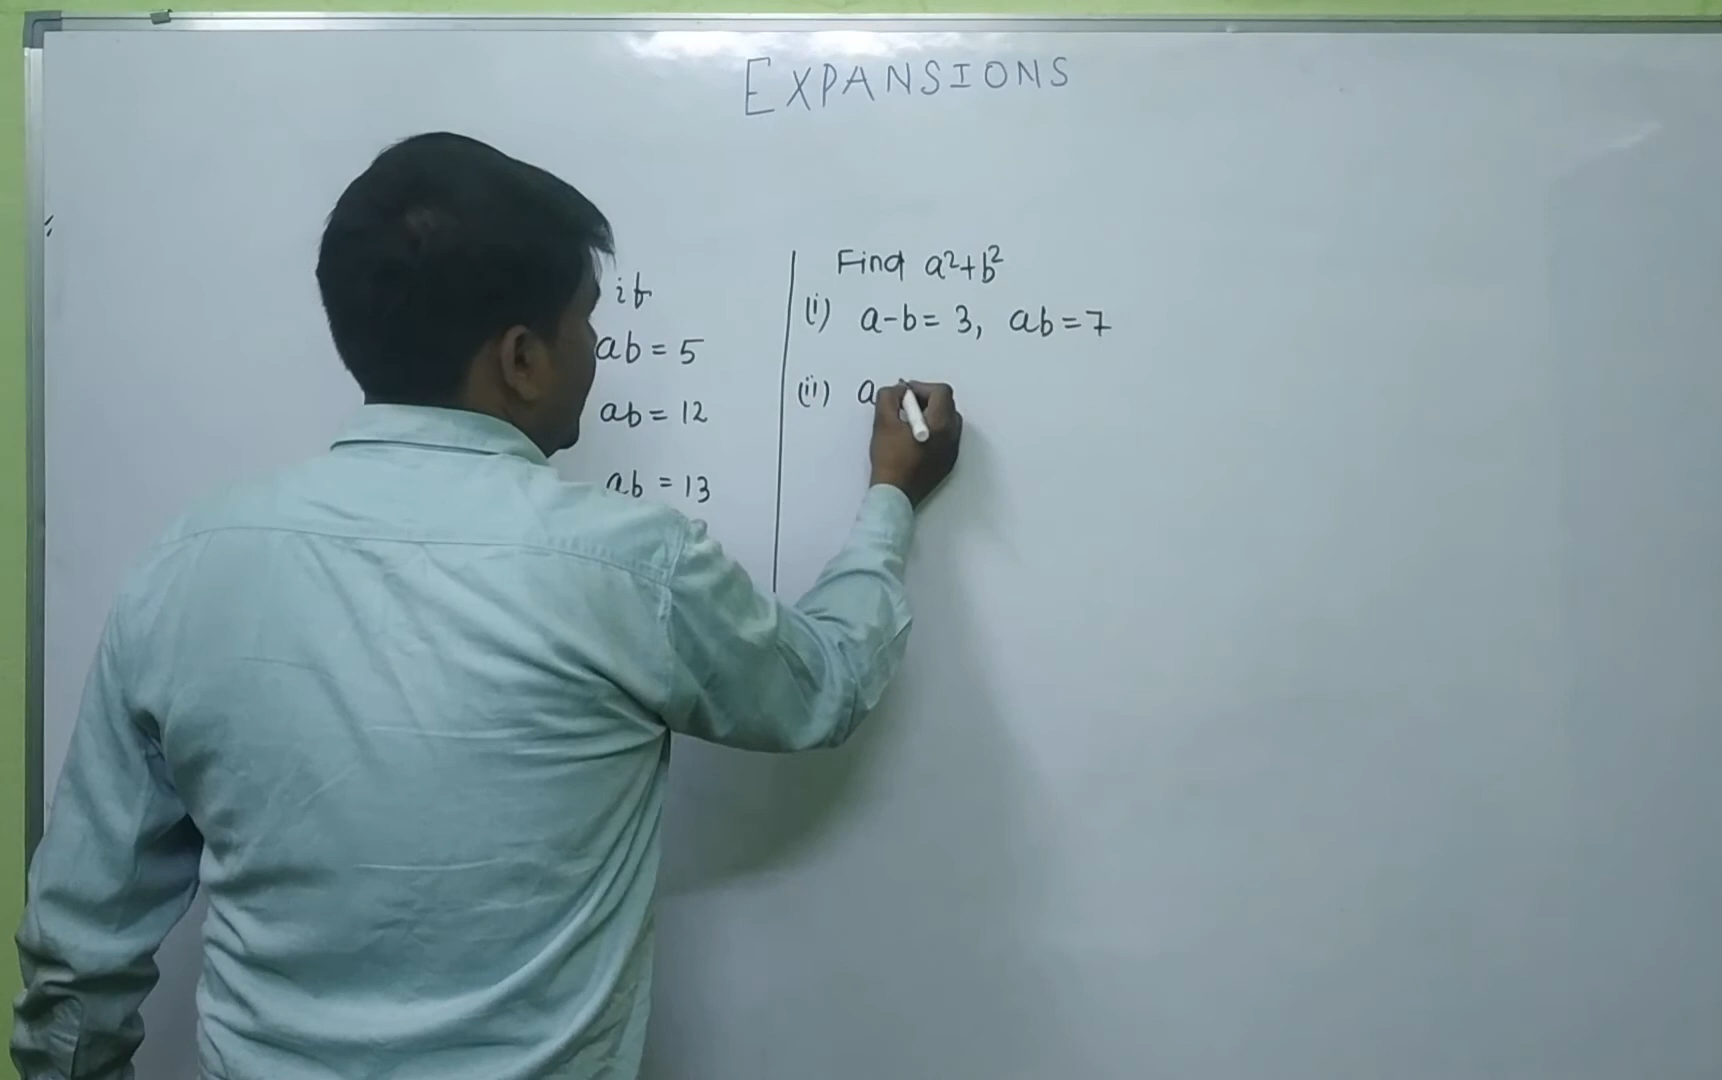 EXPANSIONS
if
ab = 5
ab = 12
ab = 13
Find a²+b²
(i) a-b = 3, ab = 7
(ii) a